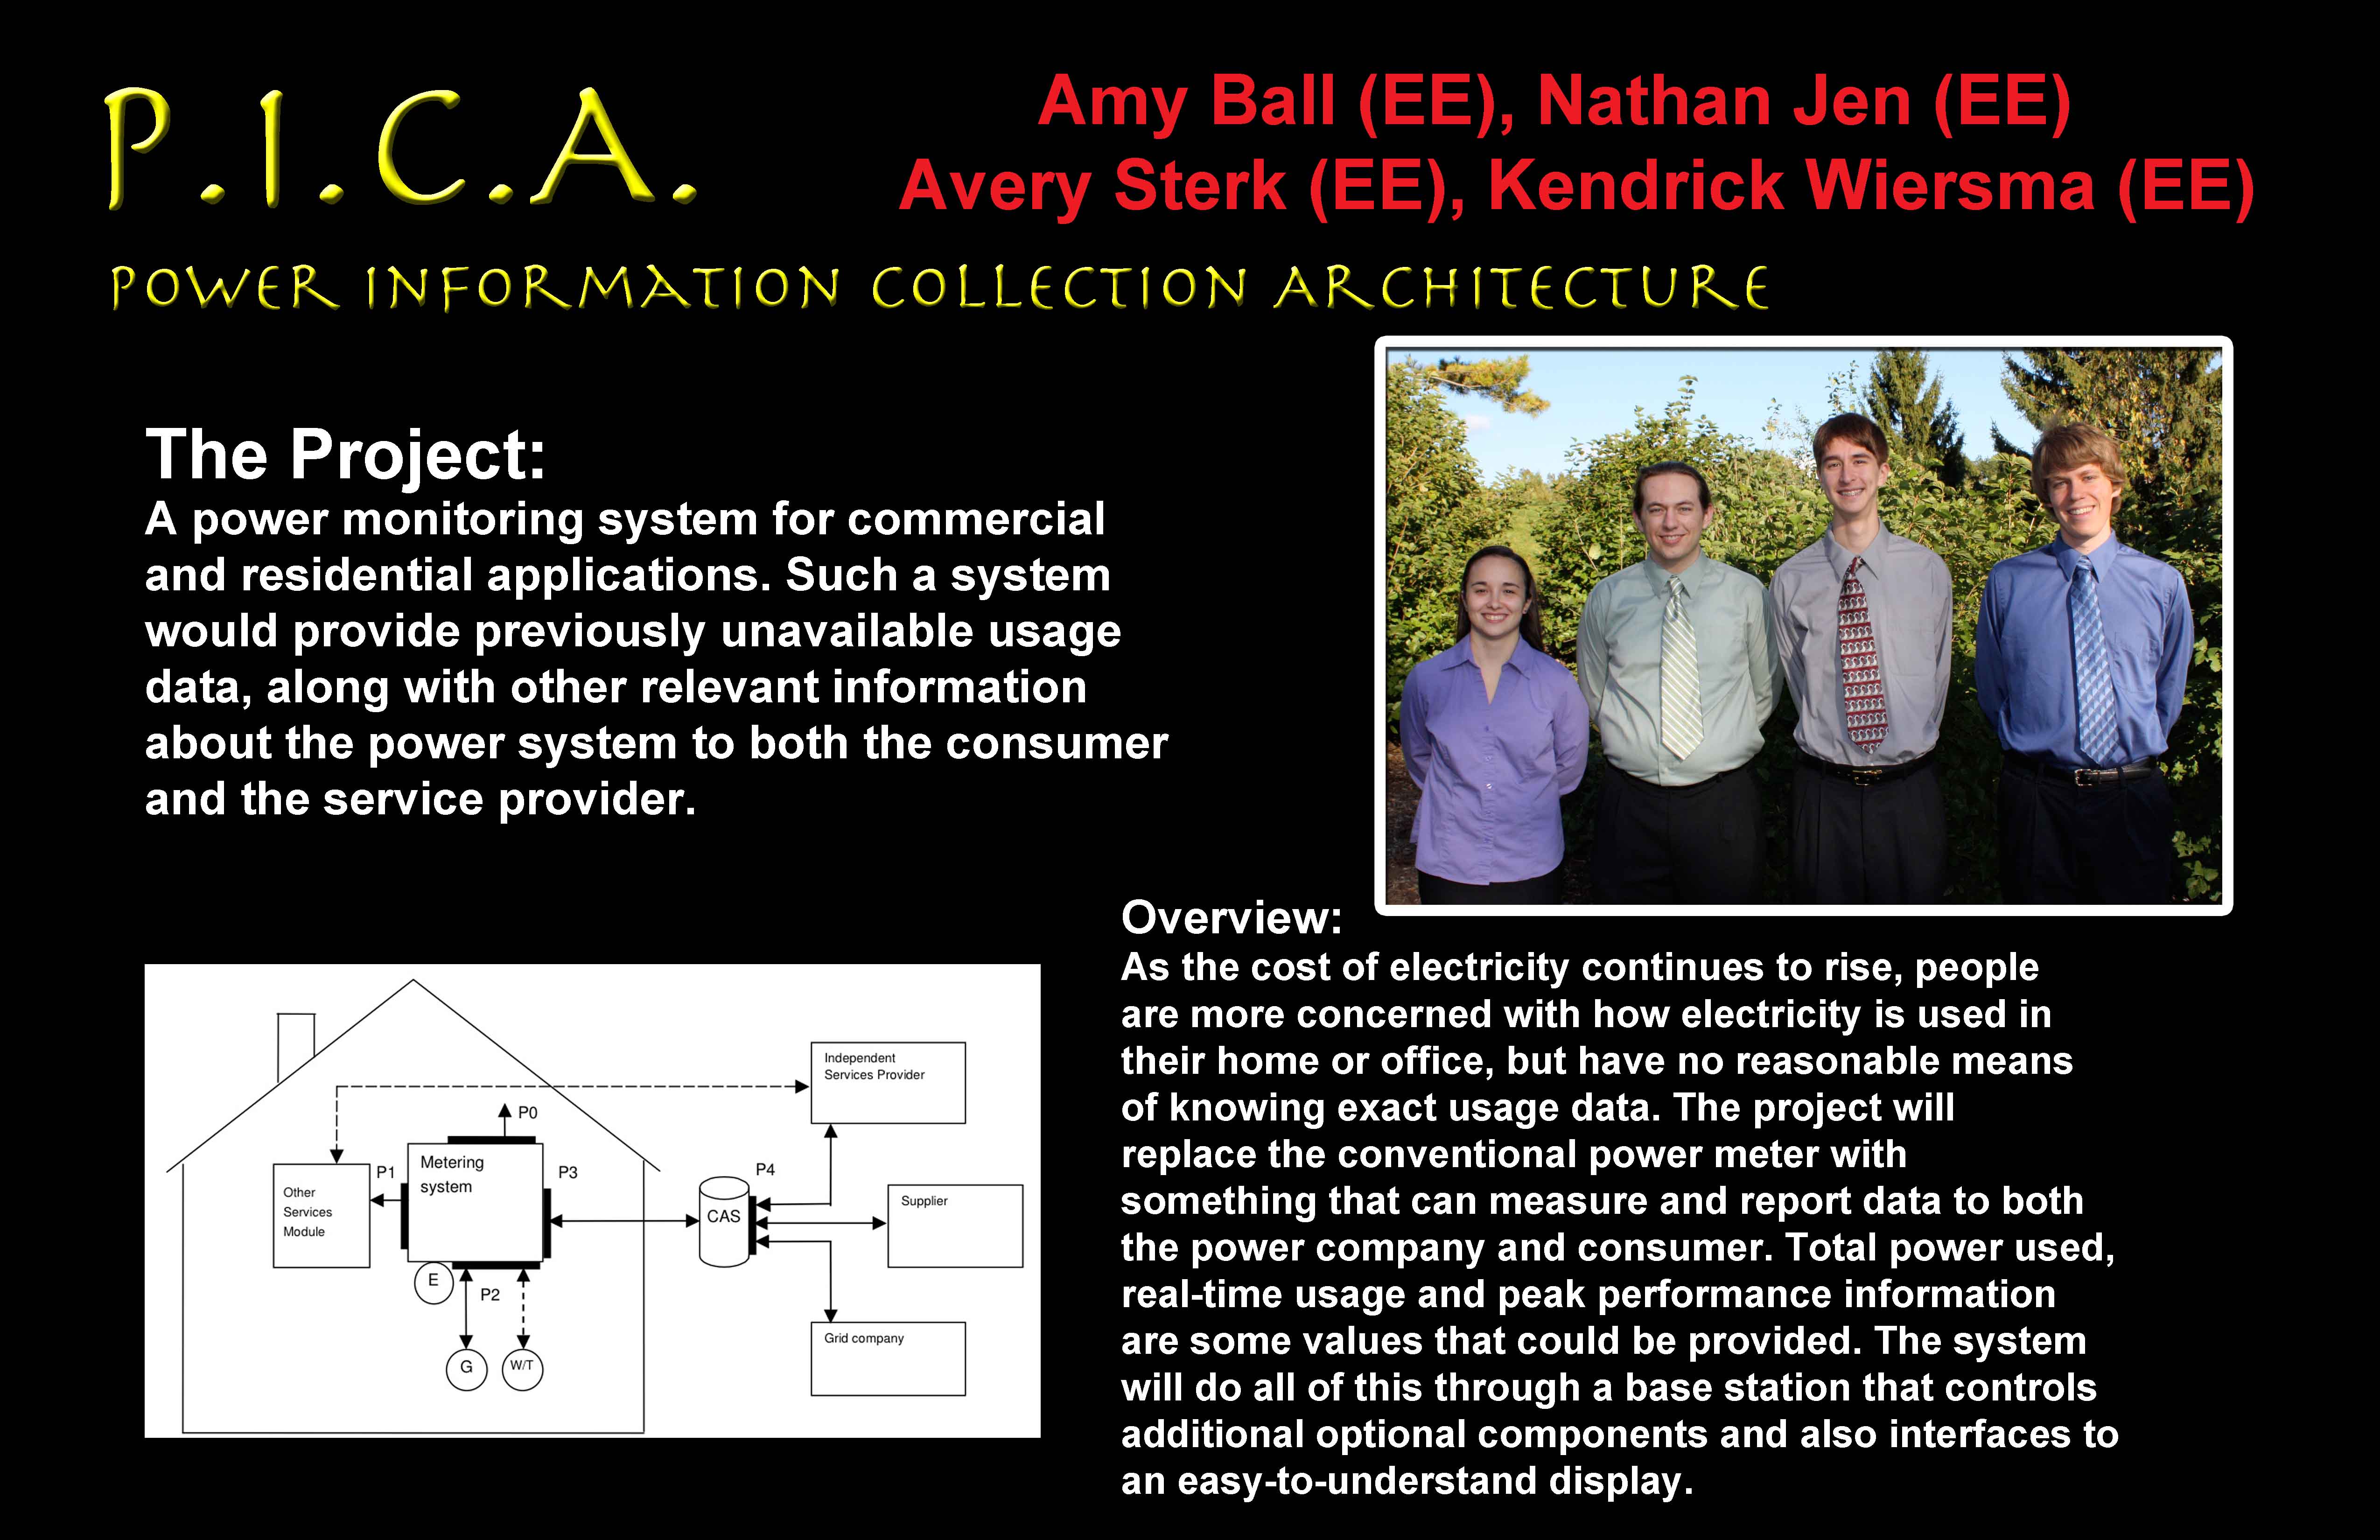 P.I.C.A.
Amy Ball (EE), Nathan Jen (EE)
Avery Sterk (EE), Kendrick Wiersma (EE)
POWER INFORMATION COLLECTION ARCHITECTURE
The Project:
A power monitoring system for commercial
and residential applications. Such a system
would provide previously unavailable usage
data, along with other relevant information
about the power system to both the consumer
and the service provider.
Independent
Services Provider
P0
Metering
system
P1
P3
P4
Other
Services
Module
CAS
Supplier
E
P2
G
W/T
Grid company
Overview:
As the cost of electricity continues to rise, people
are more concerned with how electricity is used in
their home or office, but have no reasonable means
of knowing exact usage data. The project will
replace the conventional power meter with
something that can measure and report data to both
the power company and consumer. Total power used,
real-time usage and peak performance information
are some values that could be provided. The system
will do all of this through a base station that controls
additional optional components and also interfaces to
an easy-to-understand display.